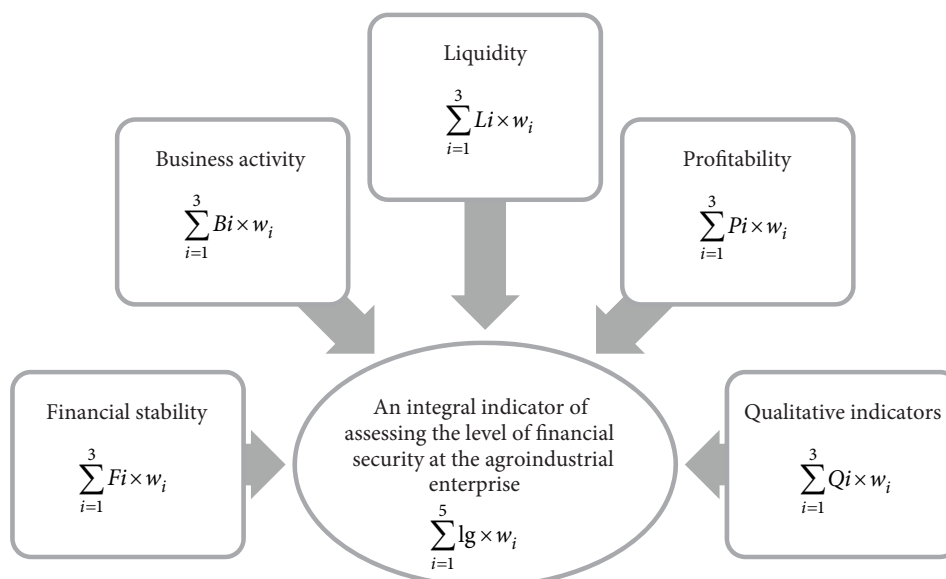 Liquidity
3
∑ Li × w_i
i=1
Business activity
3
∑ Bi × w_i
i=1
Profitability
3
∑ Pi × w_i
i=1
Financial stability
3
∑ Fi × w_i
i=1
An integral indicator of
assessing the level of financial
security at the agroindustrial
enterprise
5
∑ lg × w_i
i=1
Qualitative indicators
3
∑ Qi × w_i
i=1